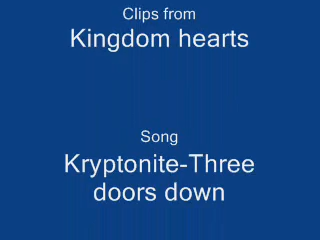 Clips from
Kingdom hearts
Song
Kryptonite-Three
doors down